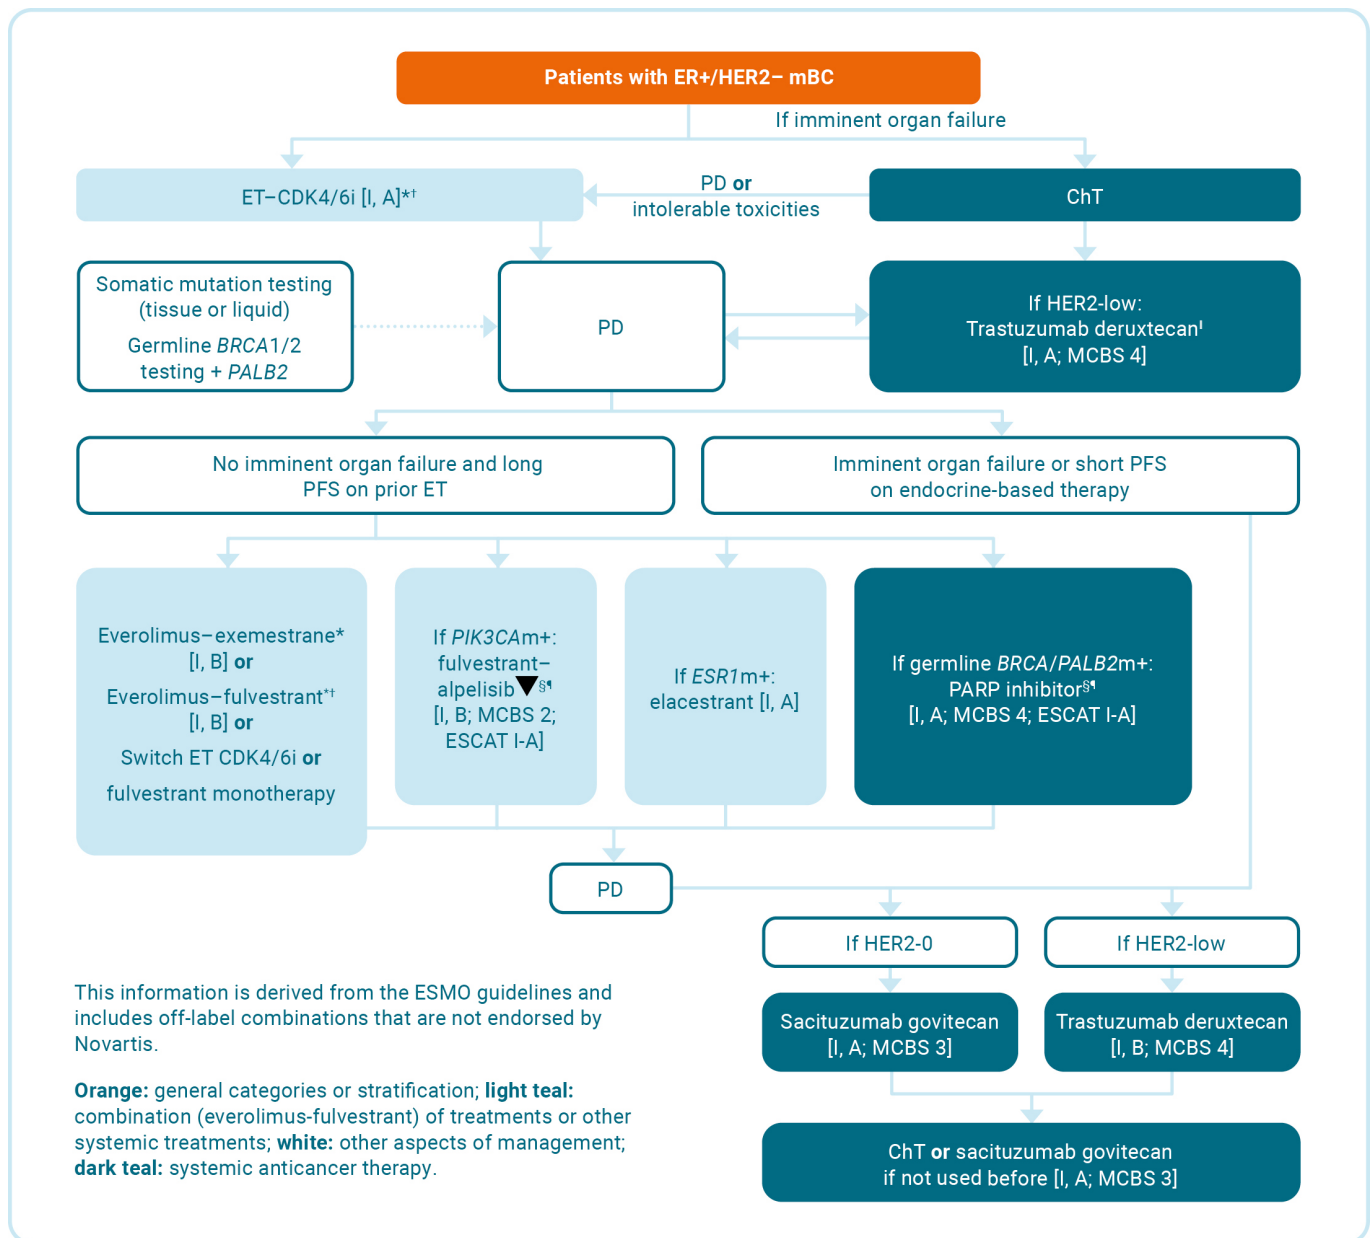 Patients with ER+/HER2– mBC
If imminent organ failure
ET–CDK4/6i [I, A]*†
PD or
intolerable toxicities
ChT
Somatic mutation testing
(tissue or liquid)
Germline BRCA1/2
testing + PALB2
PD
If HER2-low:
Trastuzumab deruxtecan‖
[I, A; MCBS 4]
No imminent organ failure and long
PFS on prior ET
Imminent organ failure or short PFS
on endocrine-based therapy
Everolimus–exemestrane*
[I, B] or
Everolimus–fulvestrant*†
[I, B] or
Switch ET CDK4/6i or
fulvestrant monotherapy
If PIK3CAm+:
fulvestrant–
alpelisib▼§¶
[I, B; MCBS 2;
ESCAT I-A]
If ESR1m+:
elacestrant [I, A]
If germline BRCA/PALB2m+:
PARP inhibitor§¶
[I, A; MCBS 4; ESCAT I-A]
PD
If HER2-0
If HER2-low
Sacituzumab govitecan
[I, A; MCBS 3]
Trastuzumab deruxtecan
[I, B; MCBS 4]
ChT or sacituzumab govitecan
if not used before [I, A; MCBS 3]
This information is derived from the ESMO guidelines and
includes off-label combinations that are not endorsed by
Novartis.
Orange: general categories or stratification; light teal:
combination (everolimus-fulvestrant) of treatments or other
systemic treatments; white: other aspects of management;
dark teal: systemic anticancer therapy.